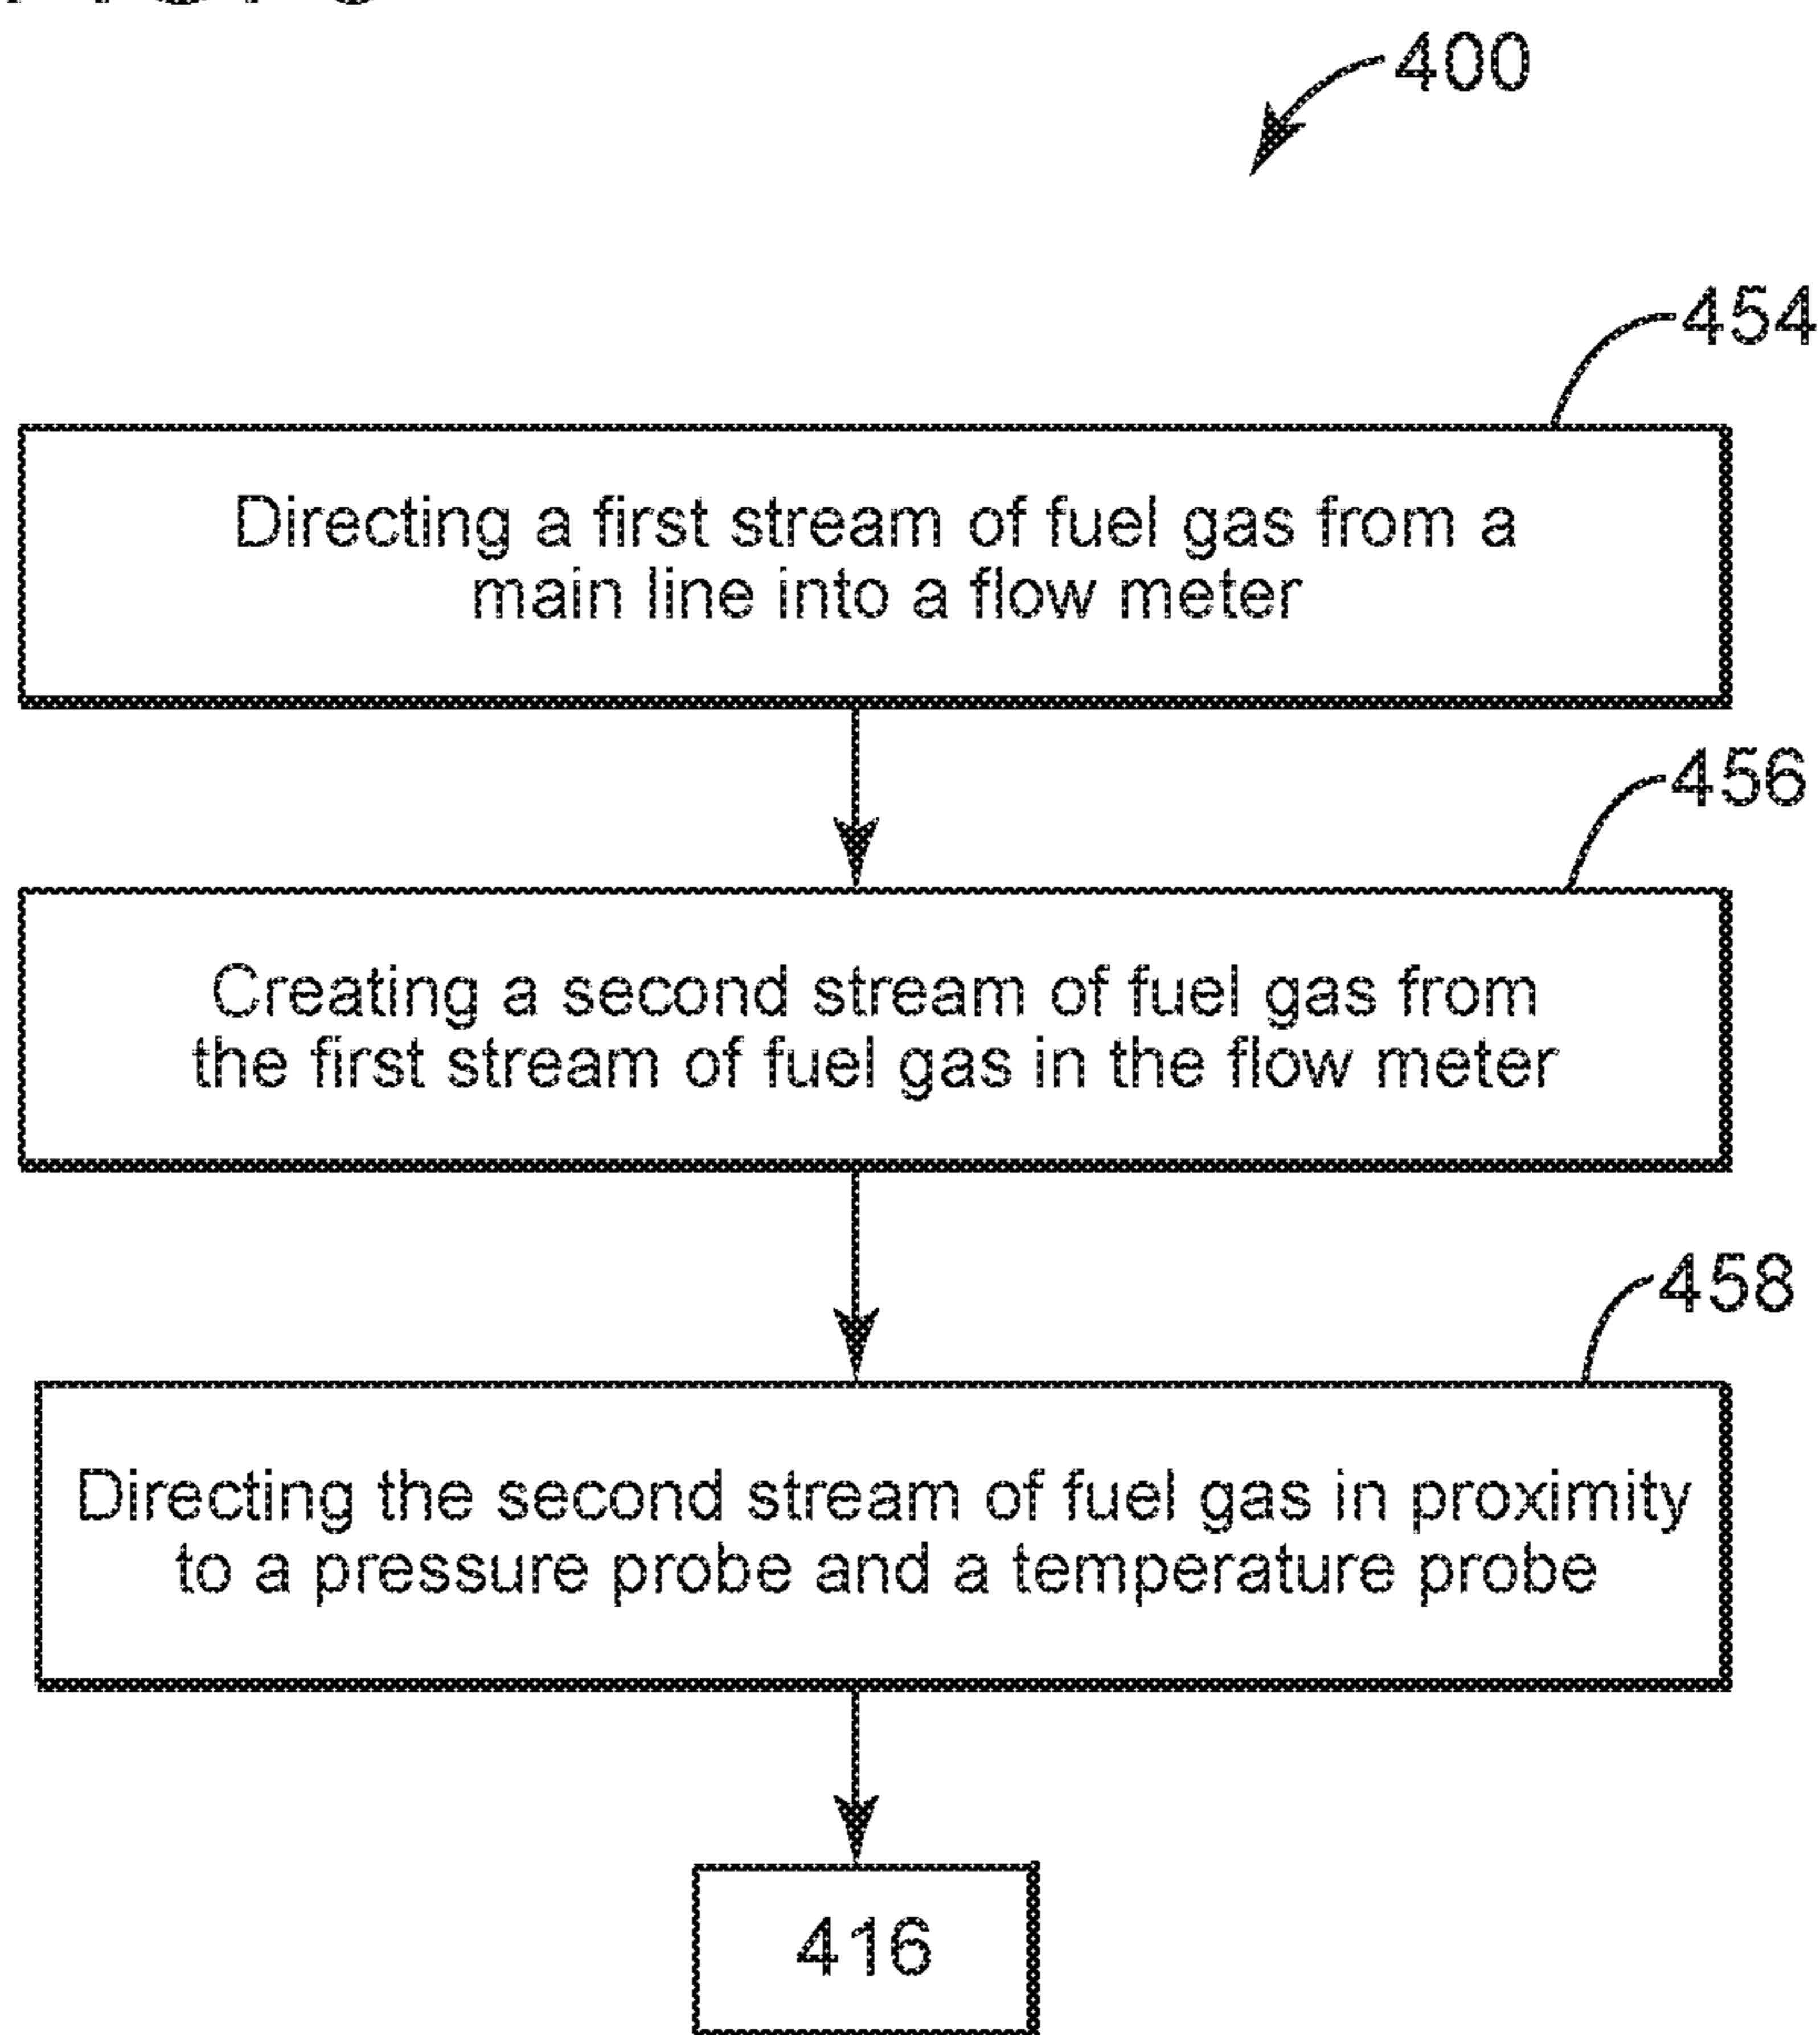 400
454
Directing a first stream of fuel gas from a
main line into a flow meter
456
Creating a second stream of fuel gas from
the first stream of fuel gas in the flow meter
458
Directing the second stream of fuel gas in proximity
to a pressure probe and a temperature probe
416